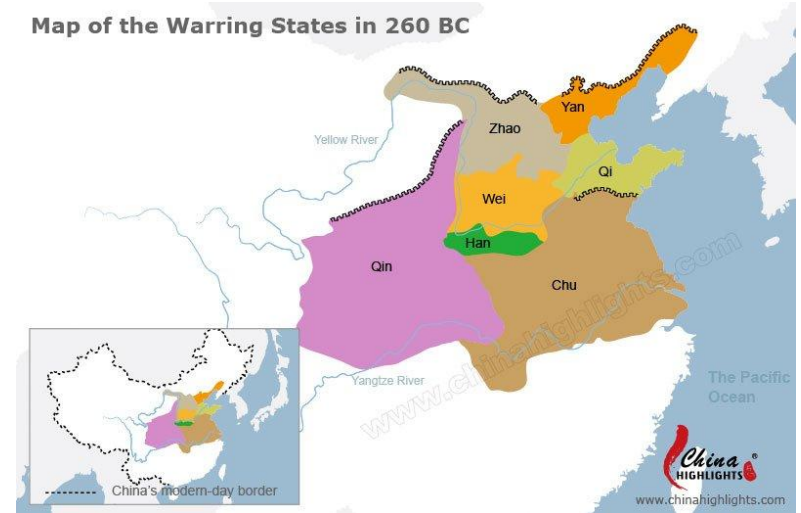 Map of the Warring States in 260 BC
Yan
Zhao
Yellow River
Qi
Wei
Han
Qin
Chu
www.chinahighlights.com
Yangtze River
The Pacific
Ocean
China
HIGHLIGHTS®
www.chinahighlights.com
China's modern-day border